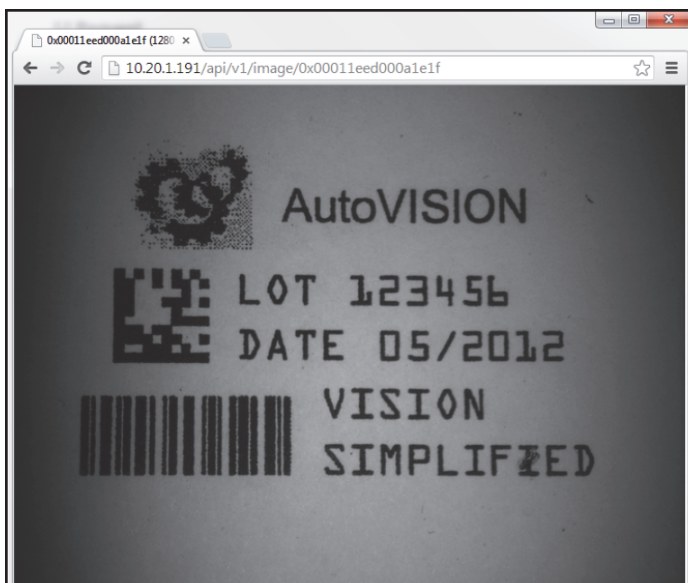 0x00011eed000a1e1f (1280
10.20.1.191/api/v1/image/0x00011eed000a1e1f
AutoVISION
LOT 123456
DATE 05/2012
VISION
SIMPLIFIED